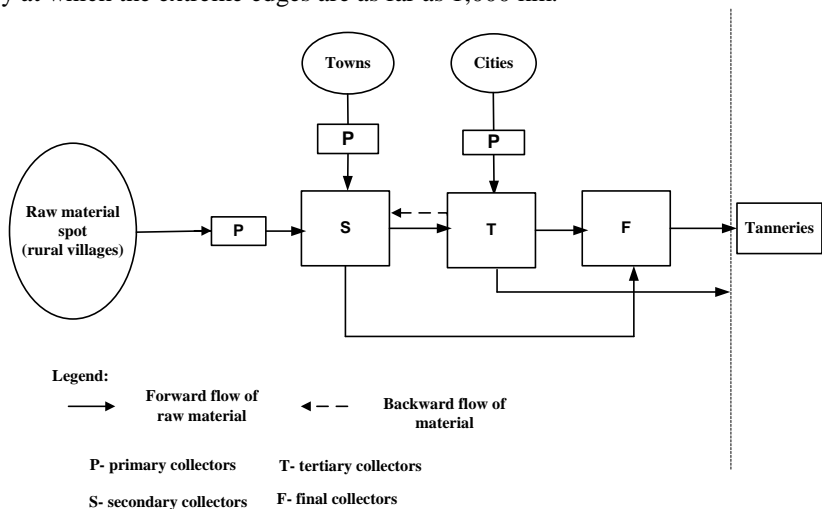 y at which the extreme edges are as far as 1,000 km.
Towns
Cities
P
P
Raw material
spot
(rural villages)
P
S
T
F
Tanneries
Legend:
Forward flow of
raw material
Backward flow of
material
P- primary collectors
T- tertiary collectors
S- secondary collectors
F- final collectors